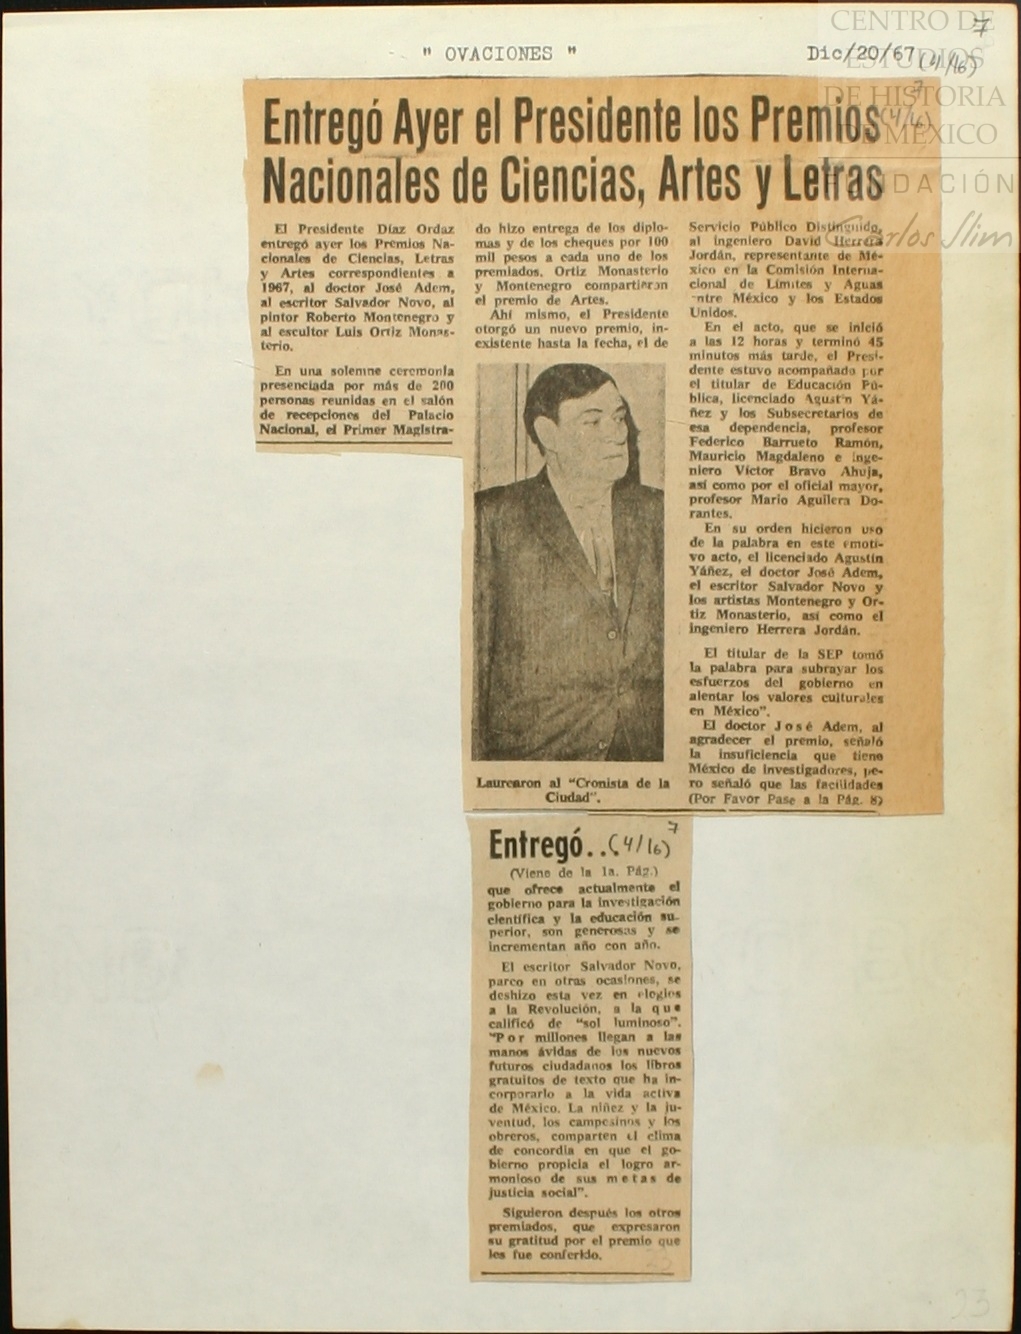 CENTRO DE
ESTUDIOS
DE HISTORIA
DE MÉXICO
FUNDACIÓN
Carlos Slim
7
" OVACIONES "
Dic/20/67
(4/16)
7
(4/16)
Entregó Ayer el Presidente los Premios
Nacionales de Ciencias, Artes y Letras
El Presidente Díaz Ordaz
entregó ayer los Premios Na-
cionales de Ciencias, Letras
y Artes correspondientes a
1967, al doctor José Adem,
al escritor Salvador Novo, al
pintor Roberto Montenegro y
al escultor Luis Ortiz Monas-
terio.
En una solemne ceremonia
presenciada por más de 200
personas reunidas en el salón
de recepciones del Palacio
Nacional, el Primer Magistra-
do hizo entrega de los diplo-
mas y de los cheques por 100
mil pesos a cada uno de los
premiados. Ortiz Monasterio
y Montenegro compartieron
el premio de Artes.
Ahí mismo, el Presidente
otorgó un nuevo premio, in-
existente hasta la fecha, el de
Laurearon al "Cronista de la
Ciudad".
Servicio Público Distinguido,
al ingeniero David Herrera
Jordán, representante de Mé-
xico en la Comisión Interna-
cional de Límites y Aguas
entre México y los Estados
Unidos.
En el acto, que se inició
a las 12 horas y terminó 45
minutos más tarde, el Presi-
dente estuvo acompañado por
el titular de Educación Pú-
blica, licenciado Agustín Yá-
ñez y los Subsecretarios de
esa dependencia, profesor
Federico Barrueto Ramón,
Mauricio Magdaleno e inge-
niero Víctor Bravo Ahuja,
así como por el oficial mayor,
profesor Mario Aguilera Do-
rantes.
En su orden hicieron uso
de la palabra en este emoti-
vo acto, el licenciado Agustín
Yáñez, el doctor José Adem,
el escritor Salvador Novo y
los artistas Montenegro y Or-
tiz Monasterio, así como el
ingeniero Herrera Jordán.
El titular de la SEP tomó
la palabra para subrayar los
esfuerzos del gobierno en
alentar los valores culturales
en México".
El doctor José Adem, al
agradecer el premio, señaló
la insuficiencia que tiene
México de investigadores, pe-
ro señaló que las facilidades
(Por Favor Pase a la Pág. 8)
Entregó... (4/16) 7
(Viene de la 1a. Pág.)
que ofrece actualmente el
gobierno para la investigación
científica y la educación su-
perior, son generosas y se
incrementan año con año.
El escritor Salvador Novo,
parco en otras ocasiones, se
deshizo esta vez en elogios
a la Revolución, a la que
calificó de "sol luminoso".
"Por millones llegan a las
manos ávidas de los nuevos
futuros ciudadanos los libros
gratuitos de texto que ha in-
corporarlo a la vida activa
de México. La niñez y la ju-
ventud, los campesinos y los
obreros, comparten el clima
de concordia en que el go-
bierno propicia el logro ar-
monioso de sus metas de
justicia social".
Siguieron después los otros
premiados, que expresaron
su gratitud por el premio que
les fue conferido.
23
23